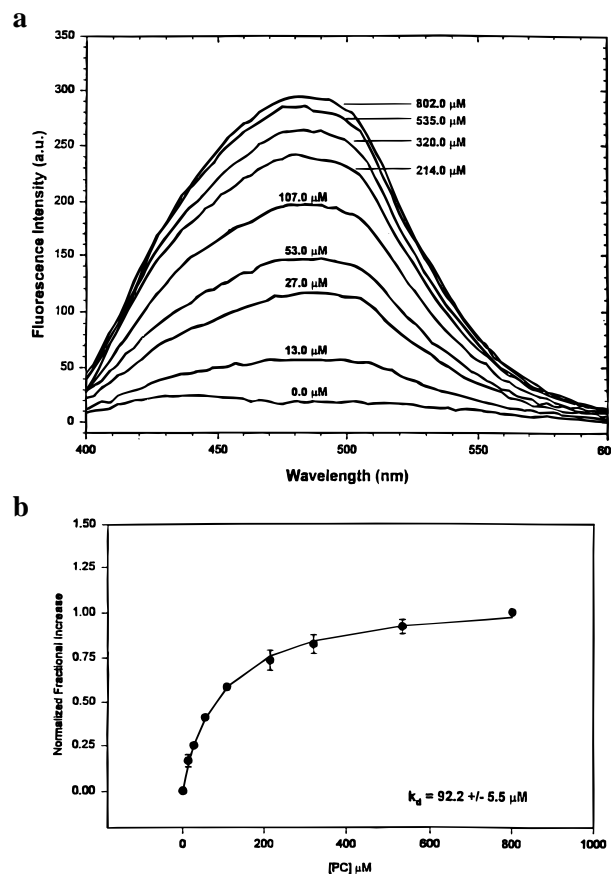 a
350
300
250
200
150
100
50
0
Fluorescence Intensity (a.u.)
802.0 μM
535.0 μM
320.0 μM
214.0 μM
107.0 μM
53.0 μM
27.0 μM
13.0 μM
0.0 μM
400 450 500 550 60
Wavelength (nm)
b
1.50
1.25
1.00
0.75
0.50
0.25
0.00
Normalized Fractional Increase
k_d = 92.2 +/- 5.5 μM
0 200 400 600 800 1000
[PC] μM